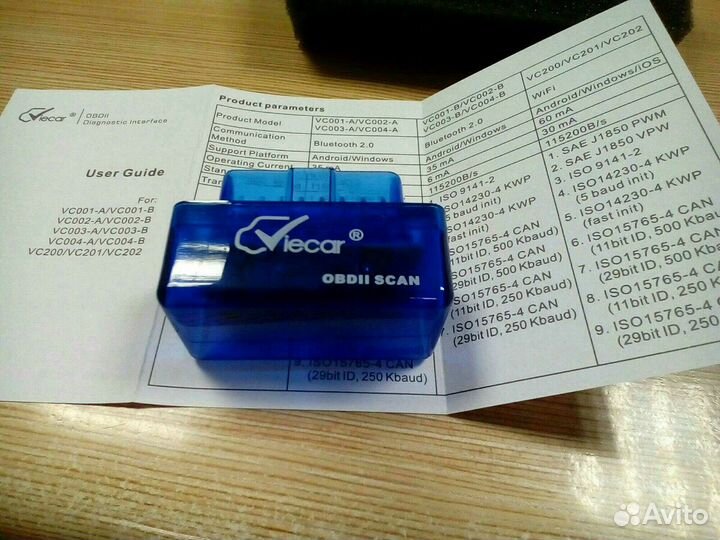 Viecar ® OBDII
Diagnostic Interface
User Guide
For:
VC001-A/VC001-B
VC002-A/VC002-B
VC003-A/VC003-B
VC004-A/VC004-B
VC200/VC201/VC202
Product parameters
Product Model
VC001-A/VC002-A
VC003-A/VC004-A
VC001-B/VC002-B
VC003-B/VC004-B
VC200/VC201/VC202
Communication
Method
Bluetooth 2.0
Bluetooth 2.0
WiFi
Support Platform
Android/Windows
Android/Windows
Android/Windows/iOS
Operating Current
35 mA
35 mA
60 mA
6 mA
30 mA
115200B/s
115200B/s
1. SAE J1850 PWM
2. SAE J1850 VPW
3. ISO 9141-2
4. ISO14230-4 KWP
(5 baud init)
5. ISO14230-4 KWP
(fast init)
6. ISO15765-4 CAN
(11bit ID, 500 Kbaud)
7. ISO15765-4 CAN
(29bit ID, 500 Kbaud)
8. ISO15765-4 CAN
(11bit ID, 250 Kbaud)
9. ISO15765-4 CAN
(29bit ID, 250 Kbaud)
ISO 9141-2
ISO14230-4 KWP
(5 baud init)
ISO14230-4 KWP
(fast init)
ISO15765-4 CAN
(11bit ID, 500 Kbaud)
ISO15765-4 CAN
(29bit ID, 500 Kbaud)
ISO15765-4 CAN
(11bit ID, 250 Kbaud)
7. ISO15765-4 CAN
(29bit ID, 250 Kbaud)
9. ISO15765-4 CAN
(29bit ID, 250 Kbaud)
Viecar ®
OBDII SCAN
Avito